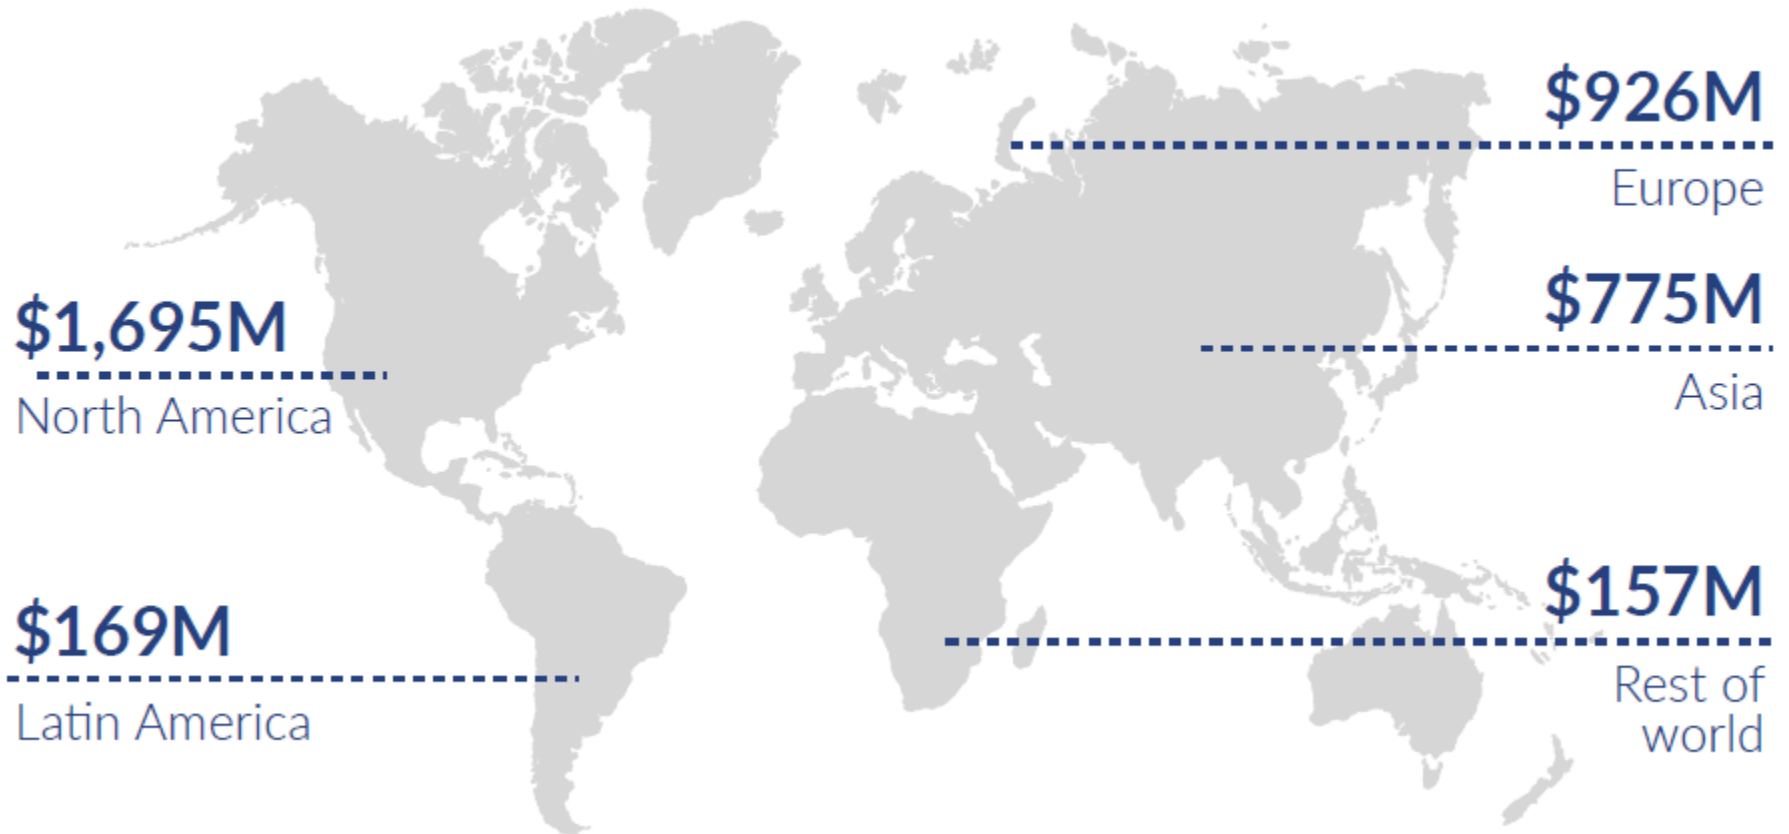 $926M
Europe
$1,695M
North America
$775M
Asia
$169M
Latin America
$157M
Rest of
world